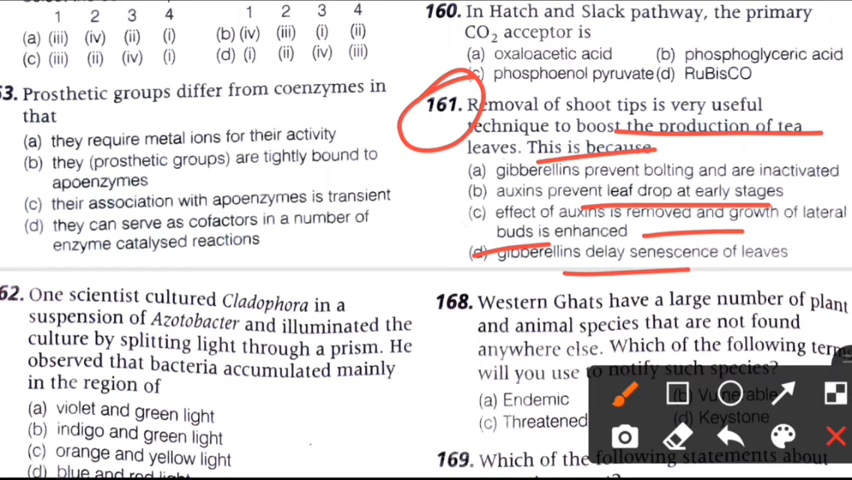 1 2 3 4
(a) (iii) (iv) (ii) (i)
(c) (iii) (ii) (iv) (i)
1 2 3 4
(b) (iv) (iii) (i) (ii)
(d) (i) (ii) (iv) (iii)
63. Prosthetic groups differ from coenzymes in
that
(a) they require metal ions for their activity
(b) they (prosthetic groups) are tightly bound to
apoenzymes
(c) their association with apoenzymes is transient
(d) they can serve as cofactors in a number of
enzyme catalysed reactions
62. One scientist cultured Cladophora in a
suspension of Azotobacter and illuminated the
culture by splitting light through a prism. He
observed that bacteria accumulated mainly
in the region of
(a) violet and green light
(b) indigo and green light
(c) orange and yellow light
(d) blue and red light
160. In Hatch and Slack pathway, the primary
CO2 acceptor is
(a) oxaloacetic acid (b) phosphoglyceric acid
(c) phosphoenol pyruvate (d) RuBisCO
161. Removal of shoot tips is very useful
technique to boost the production of tea
leaves. This is because
(a) gibberellins prevent bolting and are inactivated
(b) auxins prevent leaf drop at early stages
(c) effect of auxins is removed and growth of lateral
buds is enhanced
(d) gibberellins delay senescence of leaves
168. Western Ghats have a large number of plant
and animal species that are not found
anywhere else. Which of the following terms
will you use to notify such species?
(a) Endemic (b) Vulnerable
(c) Threatened (d) Keystone
169. Which of the following statements about